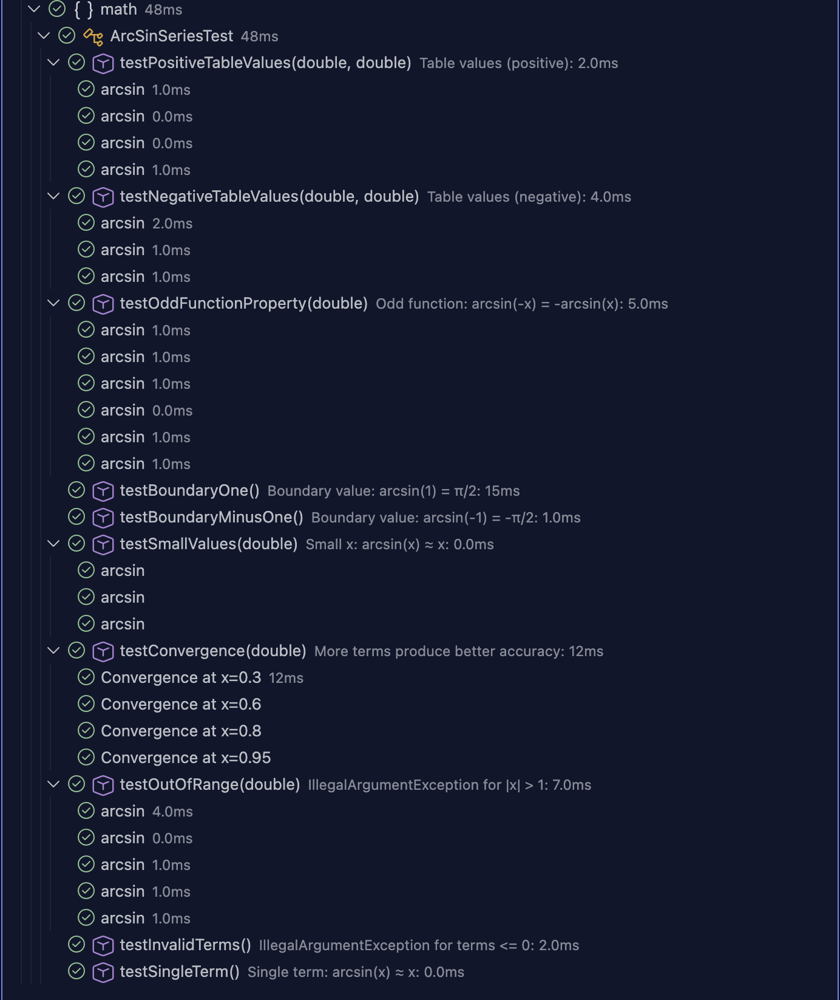 { } math 48ms
ArcSinSeriesTest 48ms
testPositiveTableValues(double, double) Table values (positive): 2.0ms
arcsin 1.0ms
arcsin 0.0ms
arcsin 0.0ms
arcsin 1.0ms
testNegativeTableValues(double, double) Table values (negative): 4.0ms
arcsin 2.0ms
arcsin 1.0ms
arcsin 1.0ms
testOddFunctionProperty(double) Odd function: arcsin(-x) = -arcsin(x): 5.0ms
arcsin 1.0ms
arcsin 1.0ms
arcsin 1.0ms
arcsin 0.0ms
arcsin 1.0ms
arcsin 1.0ms
testBoundaryOne() Boundary value: arcsin(1) = π/2: 15ms
testBoundaryMinusOne() Boundary value: arcsin(-1) = -π/2: 1.0ms
testSmallValues(double) Small x: arcsin(x) ≈ x: 0.0ms
arcsin
arcsin
arcsin
testConvergence(double) More terms produce better accuracy: 12ms
Convergence at x=0.3 12ms
Convergence at x=0.6
Convergence at x=0.8
Convergence at x=0.95
testOutOfRange(double) IllegalArgumentException for |x| > 1: 7.0ms
arcsin 4.0ms
arcsin 0.0ms
arcsin 1.0ms
arcsin 1.0ms
arcsin 1.0ms
testInvalidTerms() IllegalArgumentException for terms <= 0: 2.0ms
testSingleTerm() Single term: arcsin(x) ≈ x: 0.0ms